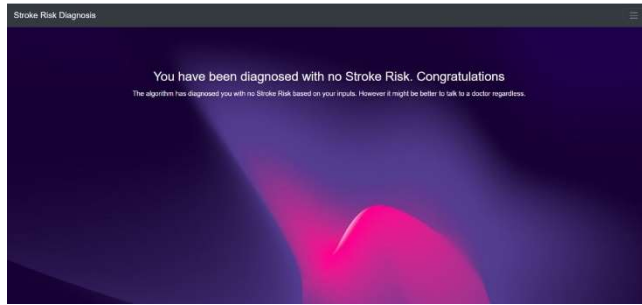 Stroke Risk Diagnosis
You have been diagnosed with no Stroke Risk. Congratulations
The algorithm has diagnosed you with no Stroke Risk based on your inputs. However it might be better to talk to a doctor regardless.